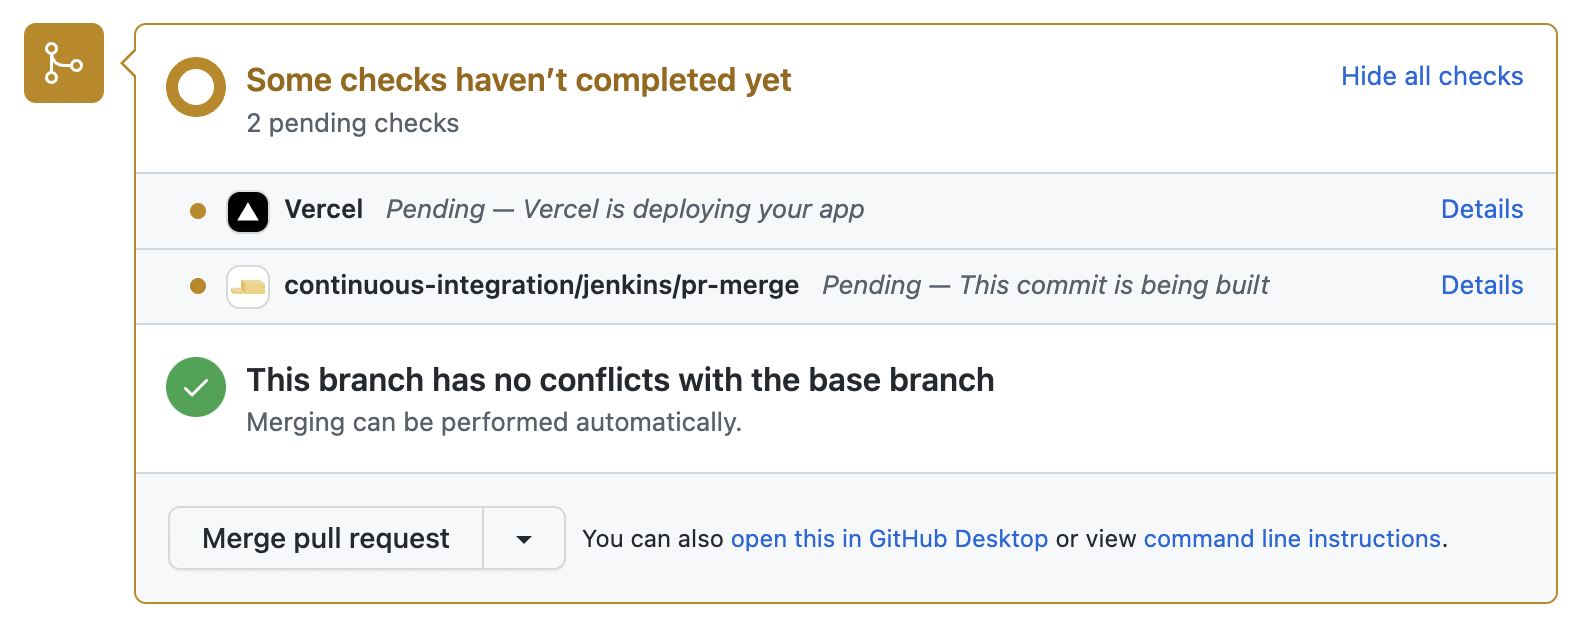 Some checks haven’t completed yet
Hide all checks
2 pending checks
Vercel Pending — Vercel is deploying your app Details
continuous-integration/jenkins/pr-merge Pending — This commit is being built Details
This branch has no conflicts with the base branch
Merging can be performed automatically.
Merge pull request You can also open this in GitHub Desktop or view command line instructions.